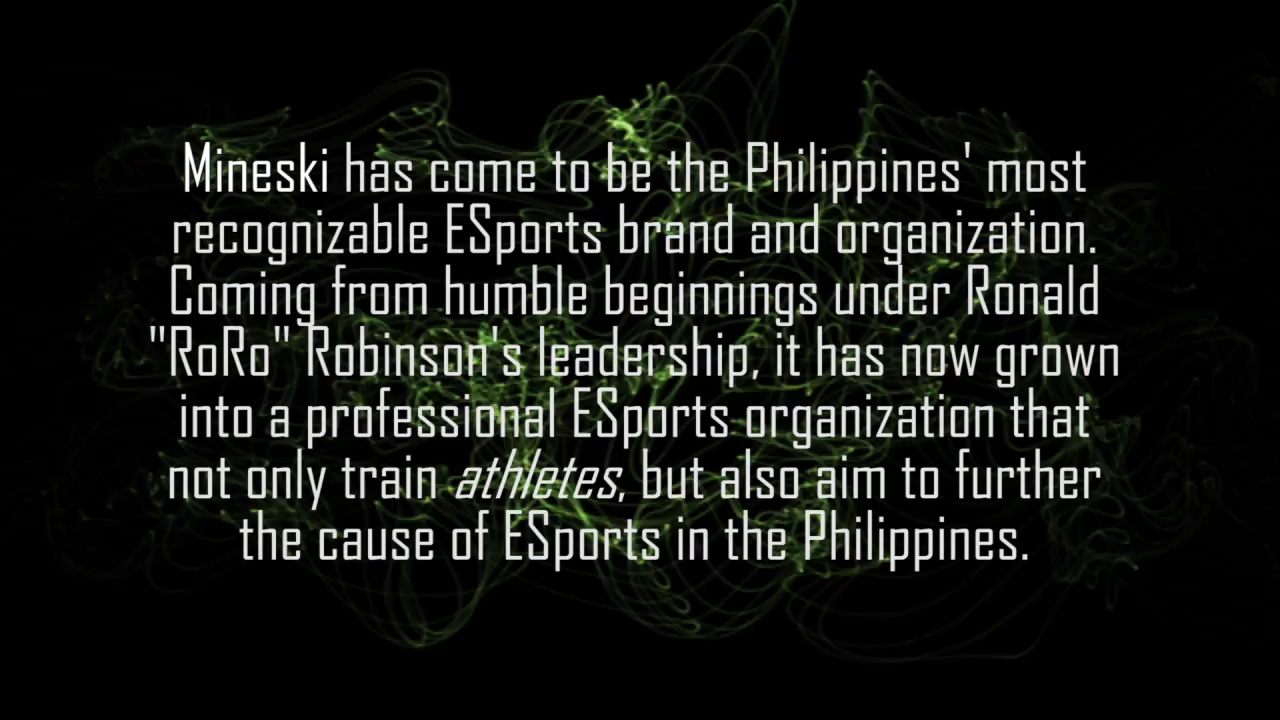 Mineski has come to be the Philippines' most
recognizable ESports brand and organization.
Coming from humble beginnings under Ronald
"RoRo" Robinson's leadership, it has now grown
into a professional ESports organization that
not only train athletes, but also aim to further
the cause of ESports in the Philippines.